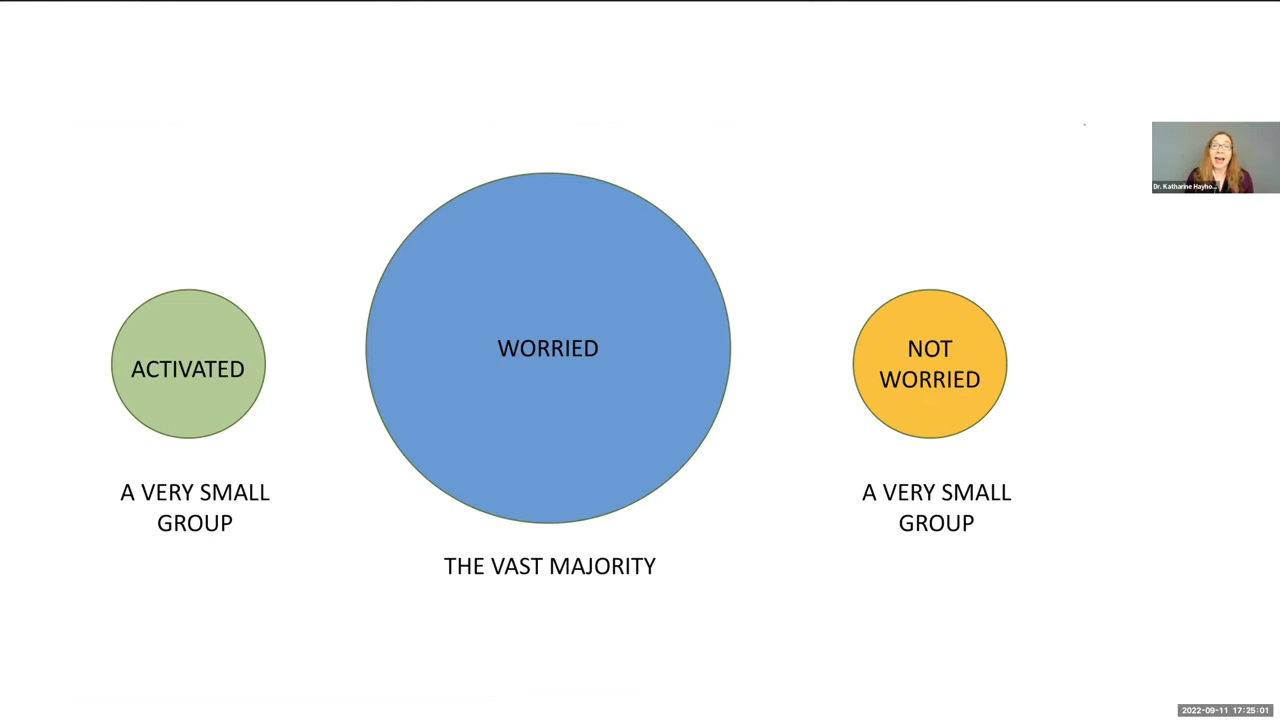 Dr. Katharine Hayho...
ACTIVATED
WORRIED
NOT
WORRIED
A VERY SMALL
GROUP
THE VAST MAJORITY
A VERY SMALL
GROUP
2022-09-11 17:25:01